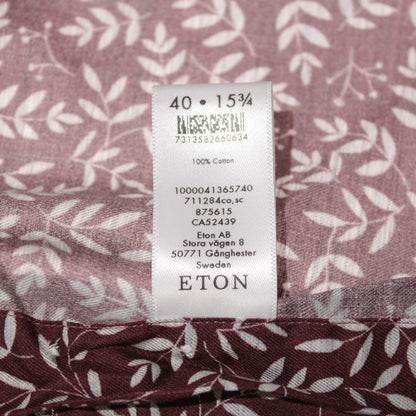 40 • 15¾
7313582660634
100% Cotton
1000041365740
711284co,sc
875615
CA52439
Eton AB
Stora vägen 8
50771 Gånghester
Sweden
ETON